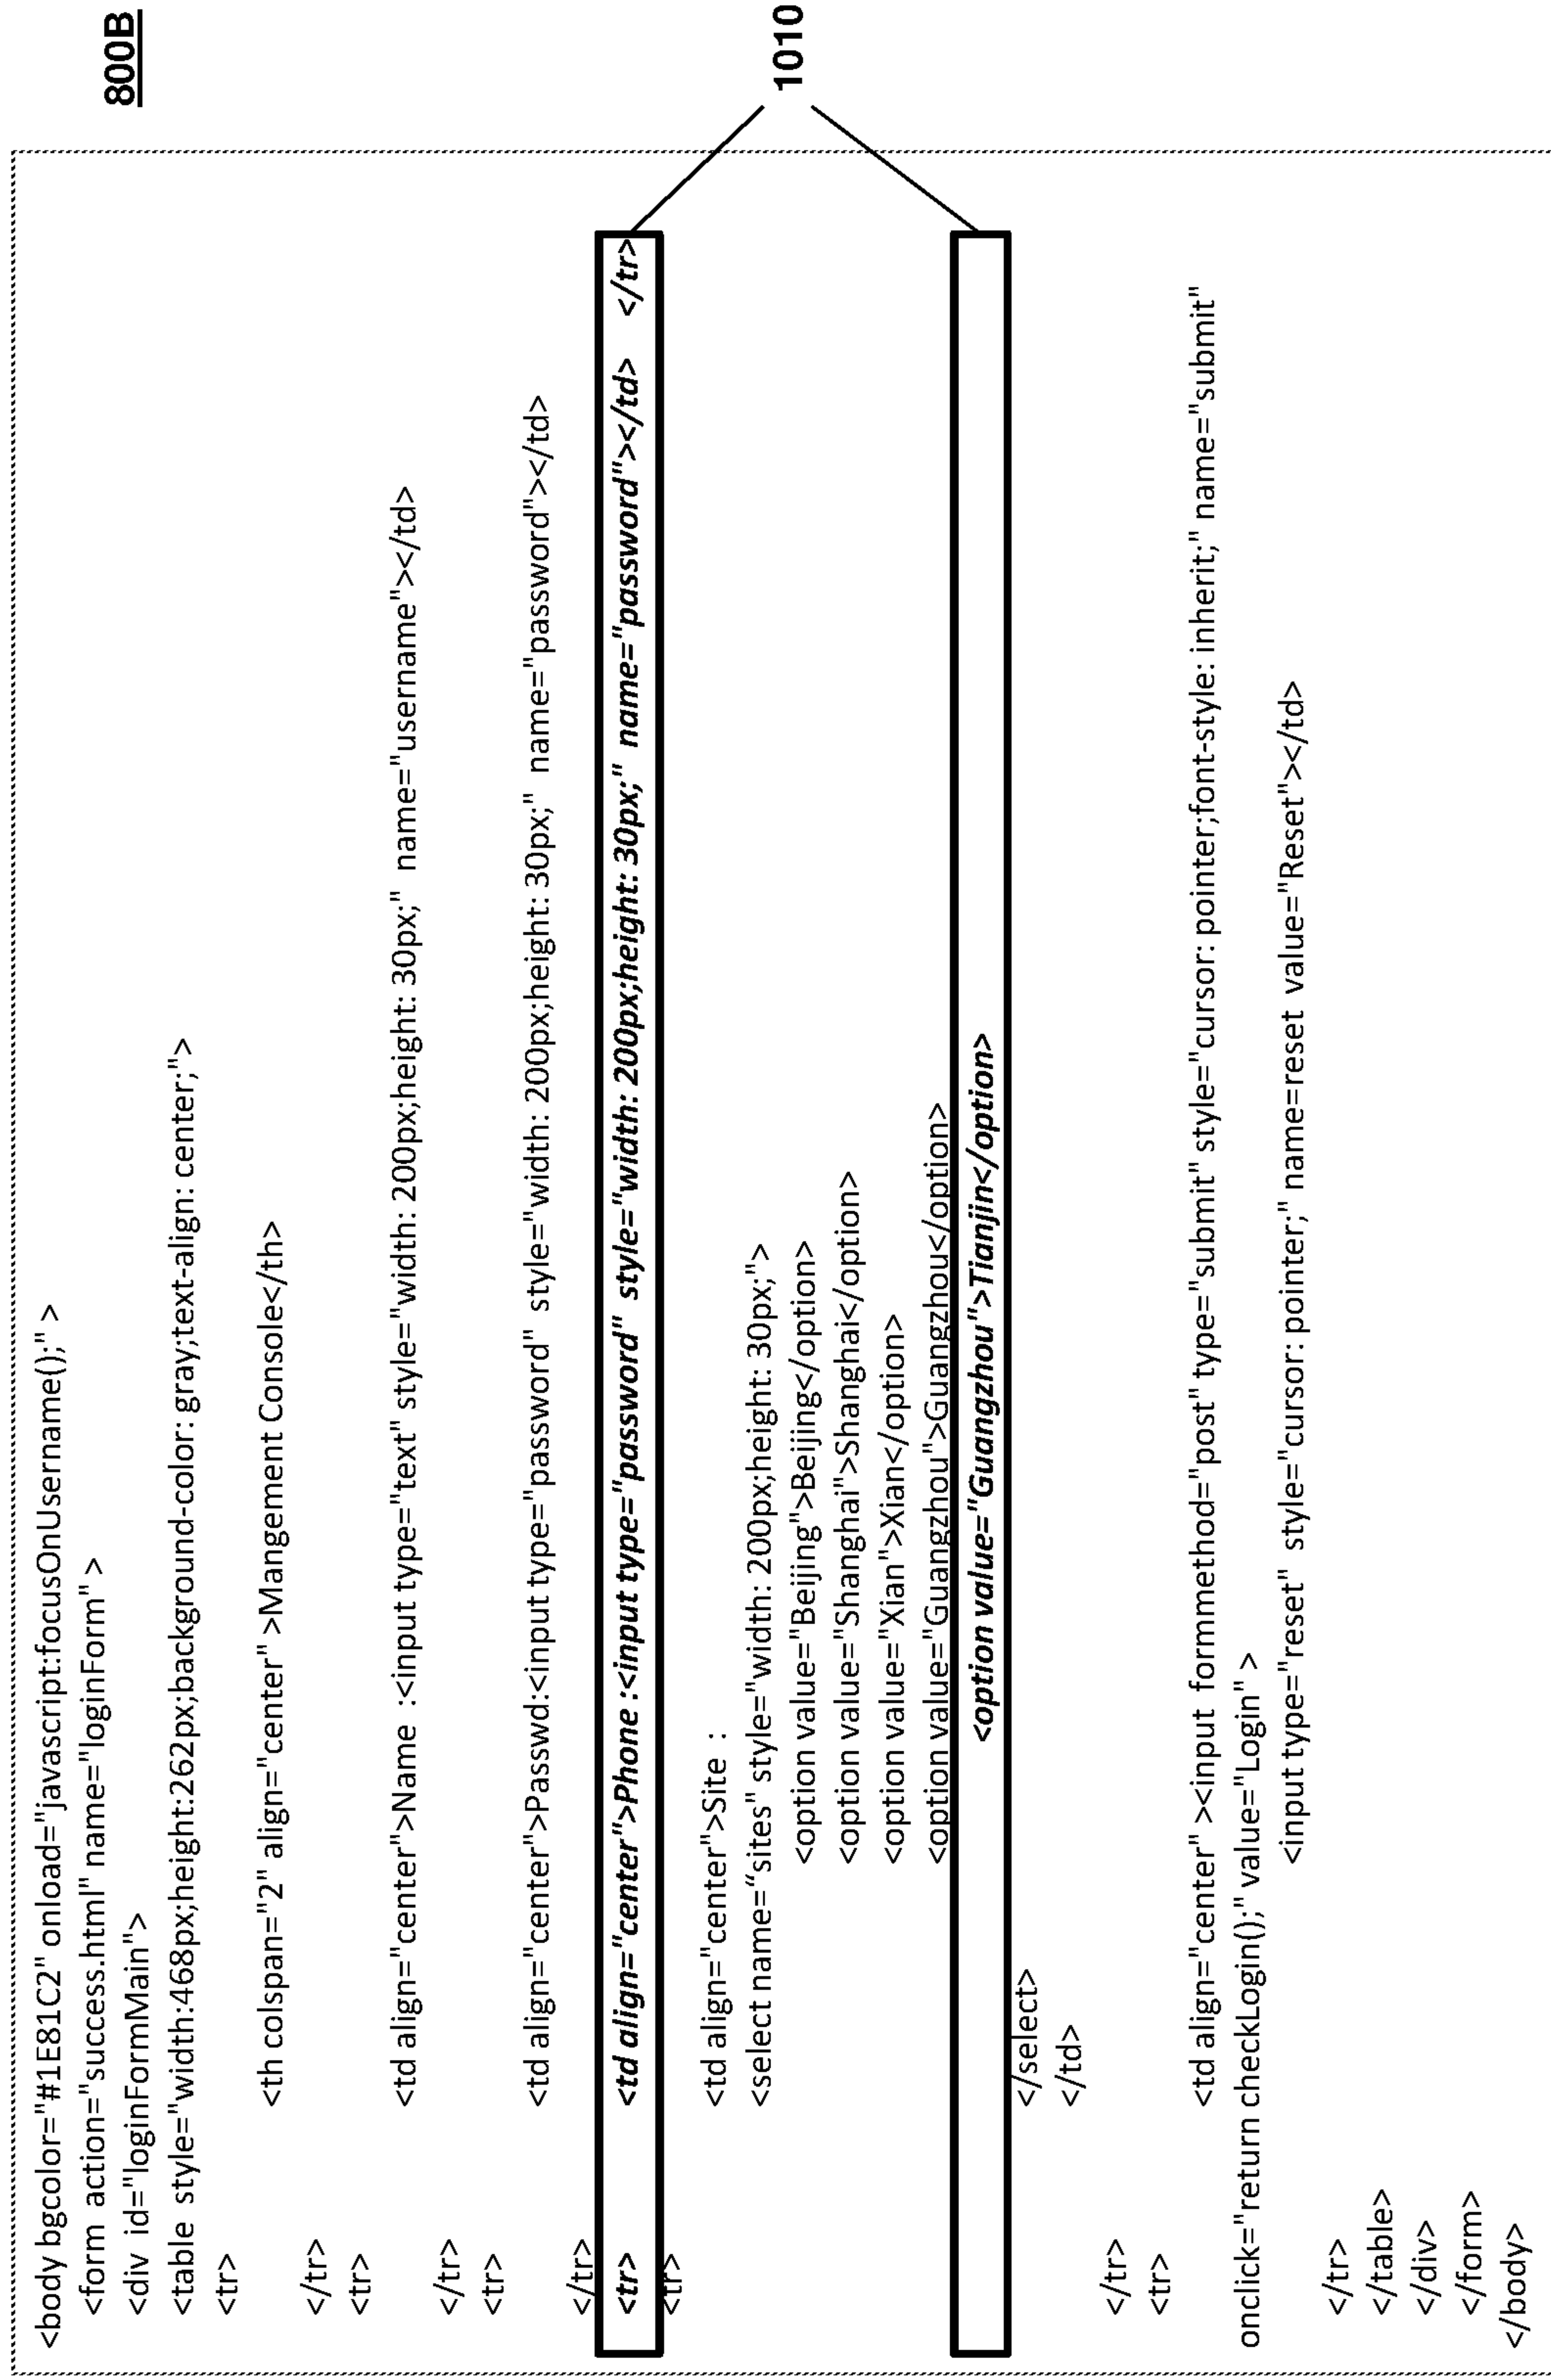 800B
<body bgcolor="#1E81C2" onload="javascript:focusOnUsername();" >
<form action="success.html" name="loginForm" >
<div id="loginFormMain">
<table style="width:468px;height:262px;background-color: gray;text-align: center;">
<tr>
<th colspan="2" align="center" >Mangement Console</th>
</tr>
<tr>
<td align="center">Name :<input type="text" style="width: 200px;height: 30px;" name="username"></td>
</tr>
<tr>
<td align="center">Passwd:<input type="password" style="width: 200px;height: 30px;" name="password"></td>
</tr>
<tr> <td align="center">Phone :<input type="password" style="width: 200px;height: 30px;" name="password"></td> </tr>
<tr>
<td align="center">Site :
<select name=“sites" style="width: 200px;height: 30px;">
<option value="Beijing">Beijing</option>
<option value="Shanghai">Shanghai</option>
<option value="Xian">Xian</option>
<option value="Guangzhou">Guangzhou</option>
<option value="Guangzhou">Tianjin</option>
</select>
</td>
</tr>
<tr>
<td align="center" ><input formmethod="post" type="submit" style="cursor: pointer;font-style: inherit;" name="submit"
onclick="return checkLogin();" value="Login" >
<input type="reset" style="cursor: pointer;" name=reset value="Reset"></td>
</tr>
</table>
</div>
</form>
</body>
1010